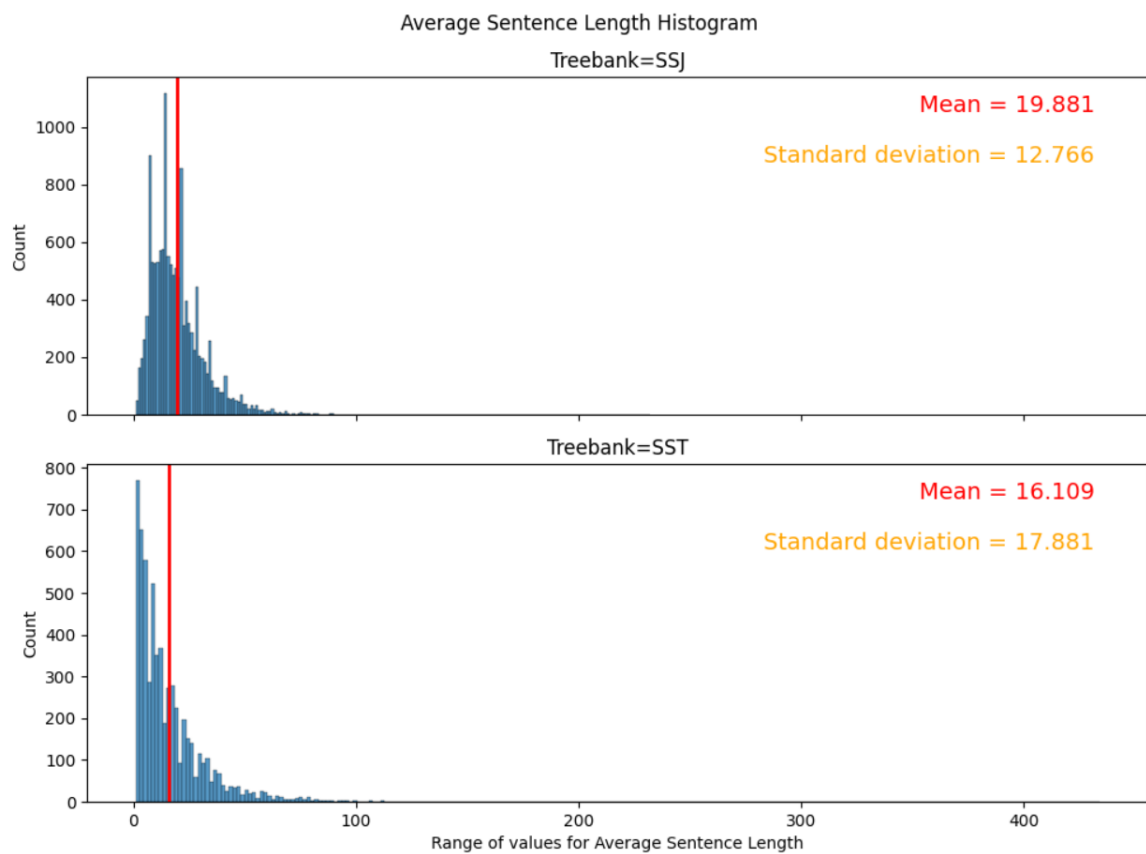 Average Sentence Length Histogram
Treebank=SSJ
Mean = 19.881
Standard deviation = 12.766
Count
1000
800
600
400
200
0
Treebank=SST
Mean = 16.109
Standard deviation = 17.881
Count
800
700
600
500
400
300
200
100
0
0 100 200 300 400
Range of values for Average Sentence Length